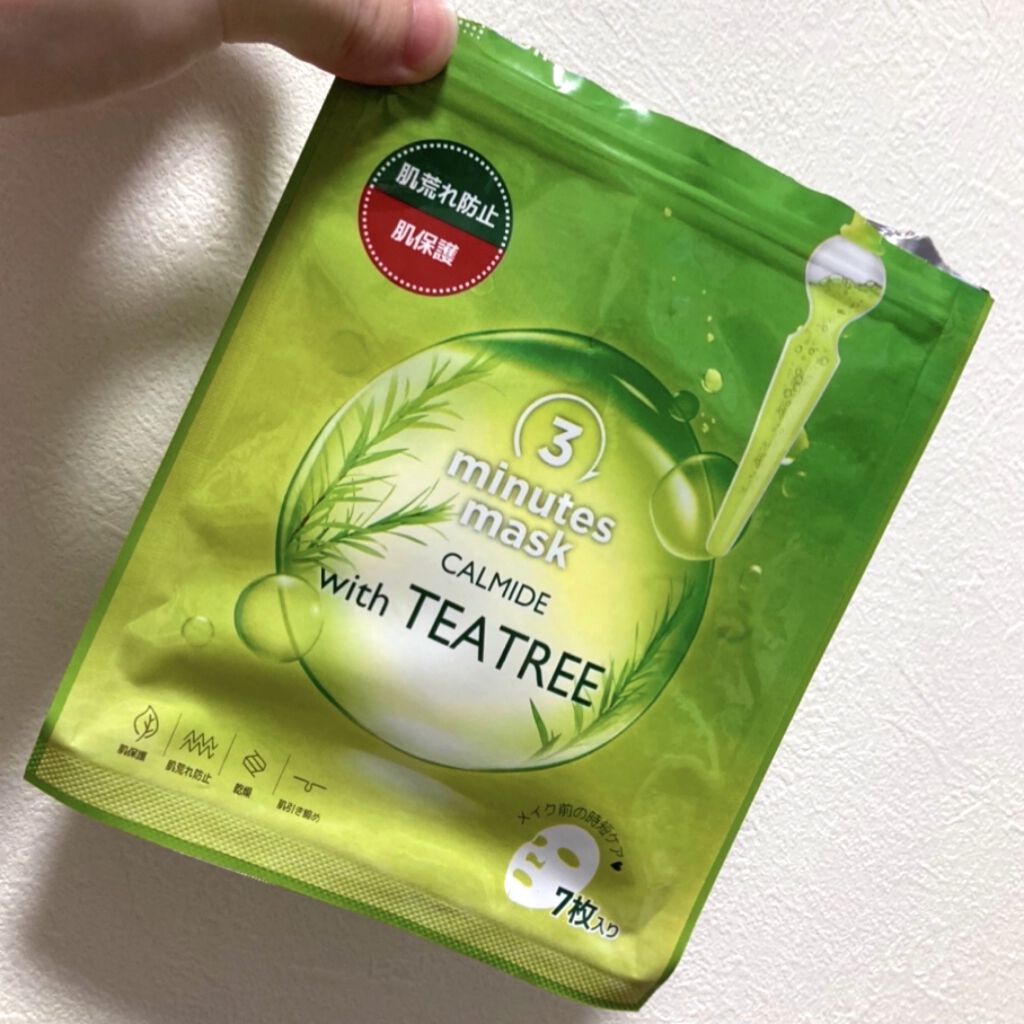 肌荒れ防止
肌保護
3
minutes
mask
CALMIDE
with TEATREE
肌保護
肌荒れ防止
乾燥
肌引き締め
メイク前の時短ケア♥
7枚入り